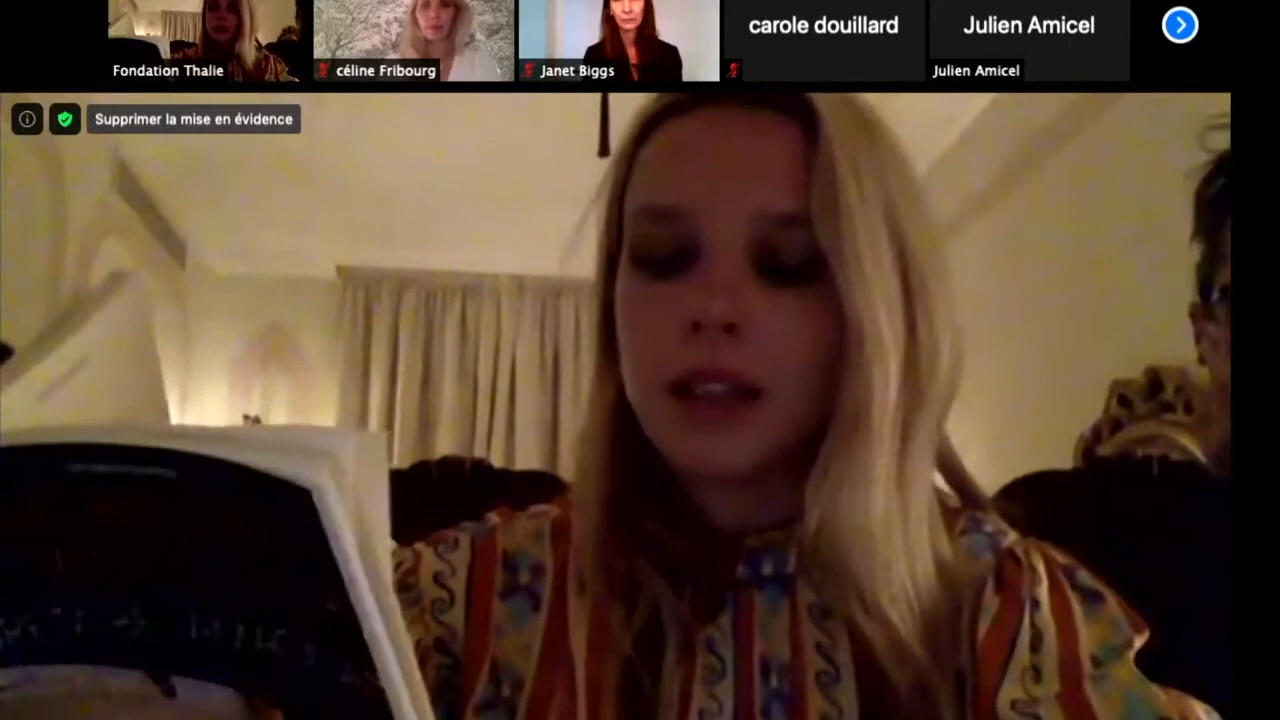 carole douillard
Julien Amicel
Fondation Thalie
céline Fribourg
Janet Biggs
Julien Amicel
Supprimer la mise en évidence